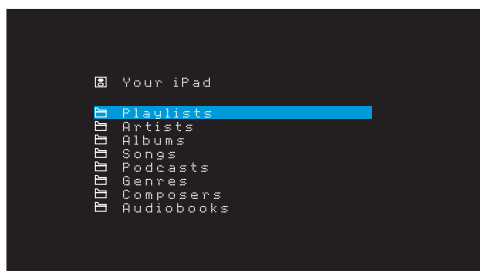 Your iPad
Playlists
Artists
Albums
Songs
Podcasts
Genres
Composers
Audiobooks